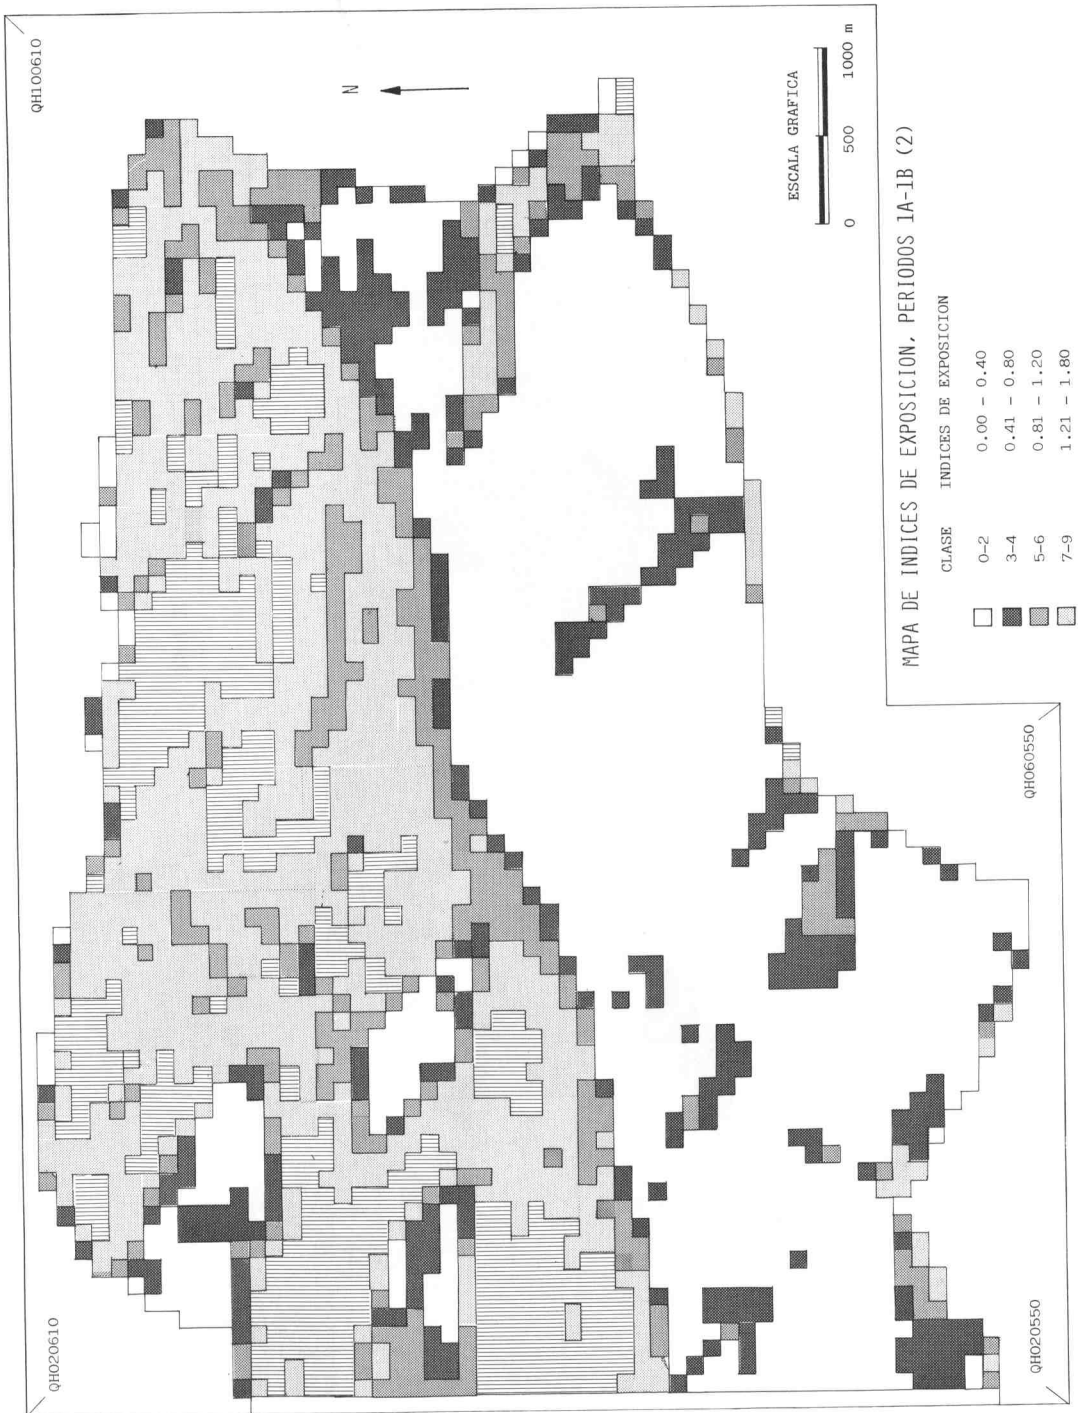 QH020610
QH100610
N
ESCALA GRAFICA
0 500 1000 m
MAPA DE INDICES DE EXPOSICION, PERIODOS 1A-1B (2)
CLASE INDICES DE EXPOSICION
0-2 0.00 - 0.40
3-4 0.41 - 0.80
5-6 0.81 - 1.20
7-9 1.21 - 1.80
QH020550
QH060550